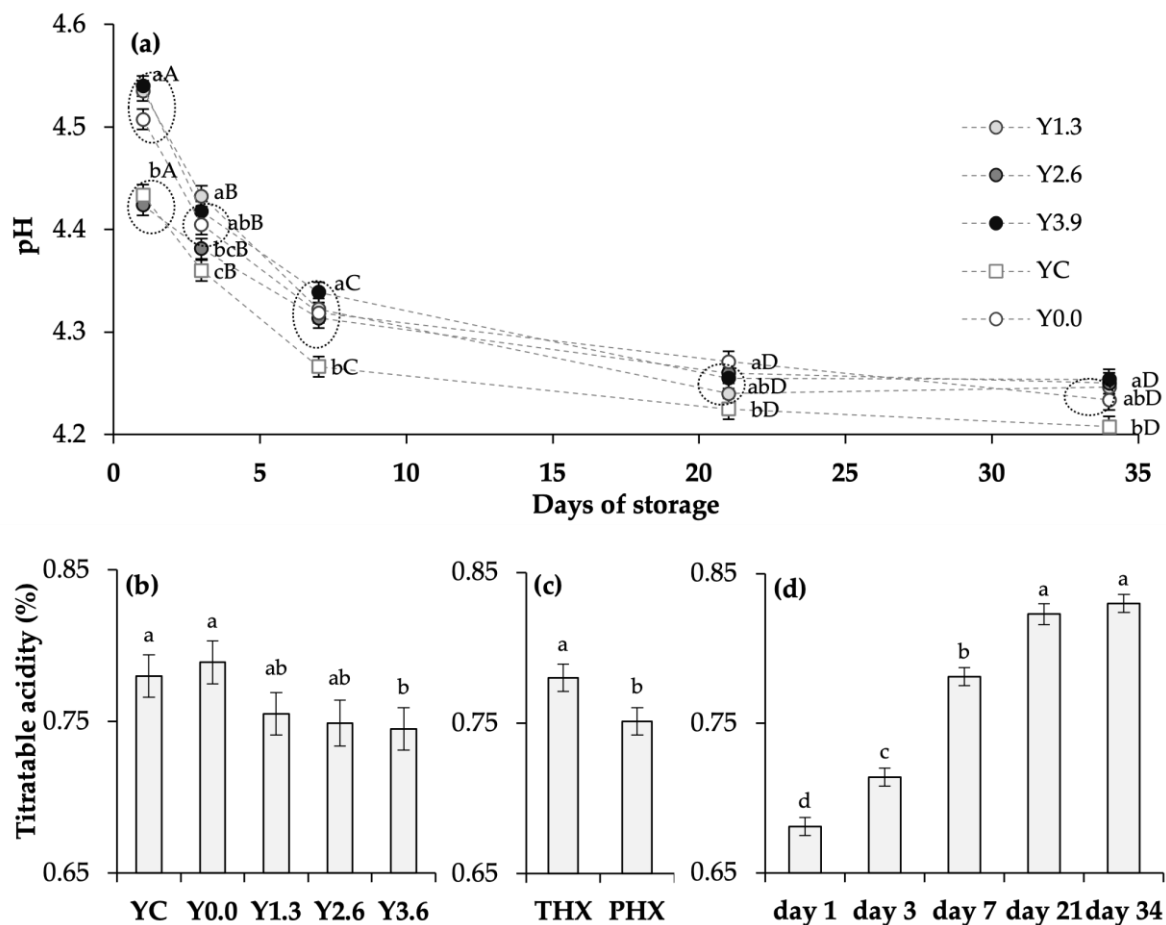 (a)
pH
4.6
4.5
4.4
4.3
4.2
aA
bA
aB
abB
bcB
cB
aC
bC
aD
abD
bD
aD
abD
bD
Y1.3
Y2.6
Y3.9
YC
Y0.0
0 5 10 15 20 25 30 35
Days of storage
Titratable acidity (%)
(b)
0.85
0.75
0.65
a a ab ab b
YC Y0.0 Y1.3 Y2.6 Y3.6
(c)
0.85
0.75
0.65
a b
THX PHX
(d)
0.85
0.75
0.65
d c b a a
day 1 day 3 day 7 day 21 day 34